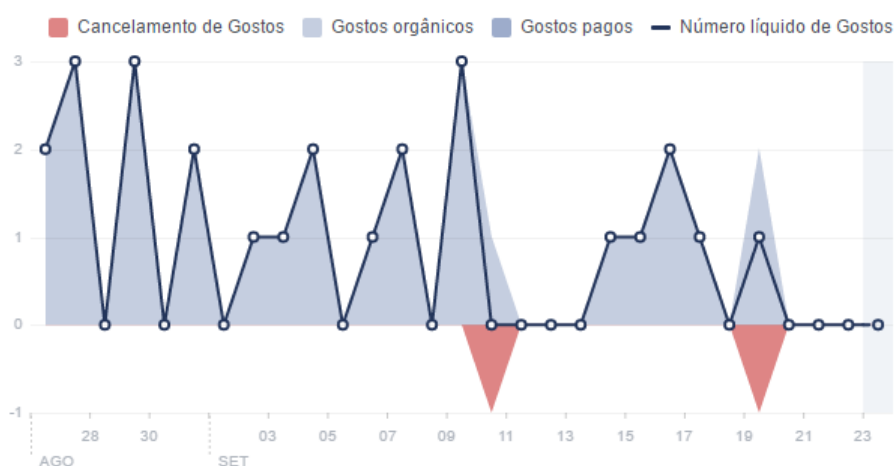 Cancelamento de Gostos Gostos orgânicos Gostos pagos Número líquido de Gostos
3
2
1
0
-1
28 30 03 05 07 09 11 13 15 17 19 21 23
AGO SET